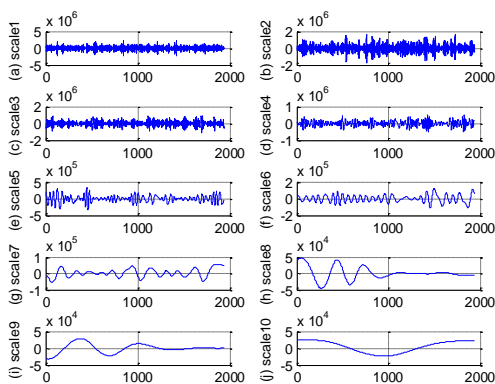 x 10^6
5
0
-5
(a) scale1
0 1000 2000
x 10^6
2
0
-2
(b) scale2
0 1000 2000
x 10^6
2
0
-2
(c) scale3
0 1000 2000
x 10^6
1
0
-1
(d) scale4
0 1000 2000
x 10^5
5
0
-5
(e) scale5
0 1000 2000
x 10^5
2
0
-2
(f) scale6
0 1000 2000
x 10^5
1
0
-1
(g) scale7
0 1000 2000
x 10^4
5
0
-5
(h) scale8
0 1000 2000
x 10^4
5
0
-5
(i) scale9
0 1000 2000
x 10^4
5
0
-5
(j) scale10
0 1000 2000